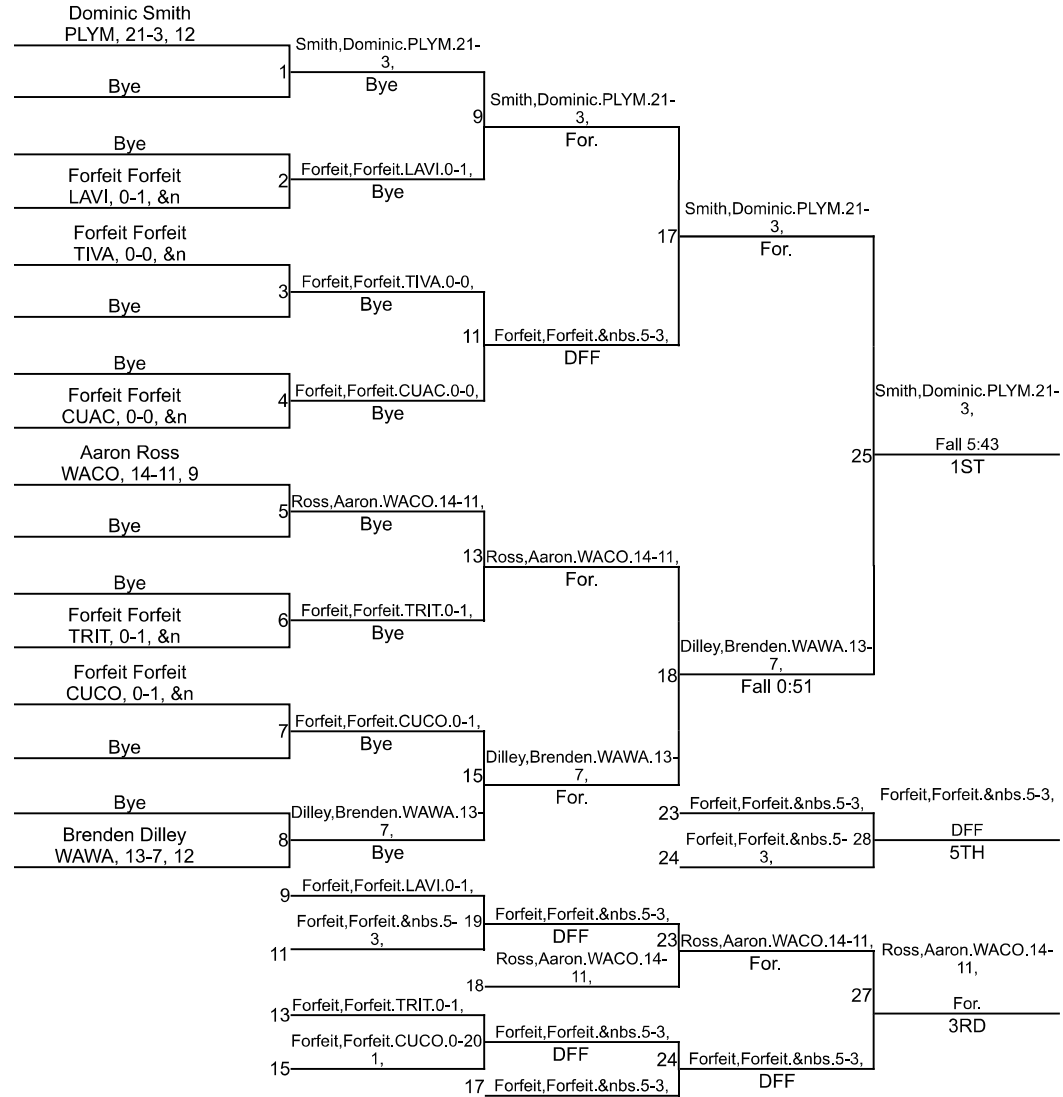 Dominic Smith
PLYM, 21-3, 12
1
Bye
Smith,Dominic.PLYM.21-
3,
Bye
9
Bye
Forfeit Forfeit
LAVI, 0-1, &n
2
Forfeit,Forfeit.LAVI.0-1,
Bye
Smith,Dominic.PLYM.21-
3,
For.
17
Forfeit Forfeit
TIVA, 0-0, &n
3
Bye
Forfeit,Forfeit.TIVA.0-0,
Bye
11
Bye
Forfeit Forfeit
CUAC, 0-0, &n
4
Forfeit,Forfeit.CUAC.0-0,
Bye
Forfeit,Forfeit.&nbs.5-3,
DFF
Smith,Dominic.PLYM.21-
3,
For.
25
Aaron Ross
WACO, 14-11, 9
5
Bye
Ross,Aaron.WACO.14-11,
Bye
13
Bye
Forfeit Forfeit
TRIT, 0-1, &n
6
Forfeit,Forfeit.TRIT.0-1,
Bye
Ross,Aaron.WACO.14-11,
For.
18
Forfeit Forfeit
CUCO, 0-1, &n
7
Bye
Forfeit,Forfeit.CUCO.0-1,
Bye
15
Bye
Brenden Dilley
WAWA, 13-7, 12
8
Dilley,Brenden.WAWA.13-
7,
Bye
Dilley,Brenden.WAWA.13-
7,
For.
Dilley,Brenden.WAWA.13-
7,
Fall 0:51
Smith,Dominic.PLYM.21-
3,
Fall 5:43
1ST
23
Forfeit,Forfeit.&nbs.5-3,
24
Forfeit,Forfeit.&nbs.5-
3,
28
Forfeit,Forfeit.&nbs.5-3,
DFF
5TH
9
Forfeit,Forfeit.LAVI.0-1,
11
Forfeit,Forfeit.&nbs.5-
3,
19
Forfeit,Forfeit.&nbs.5-3,
DFF
18
Ross,Aaron.WACO.14-
11,
23
Ross,Aaron.WACO.14-11,
For.
13
Forfeit,Forfeit.TRIT.0-1,
15
Forfeit,Forfeit.CUCO.0-
1,
20
Forfeit,Forfeit.&nbs.5-3,
DFF
17
Forfeit,Forfeit.&nbs.5-3,
24
Forfeit,Forfeit.&nbs.5-3,
DFF
27
Ross,Aaron.WACO.14-
11,
For.
3RD